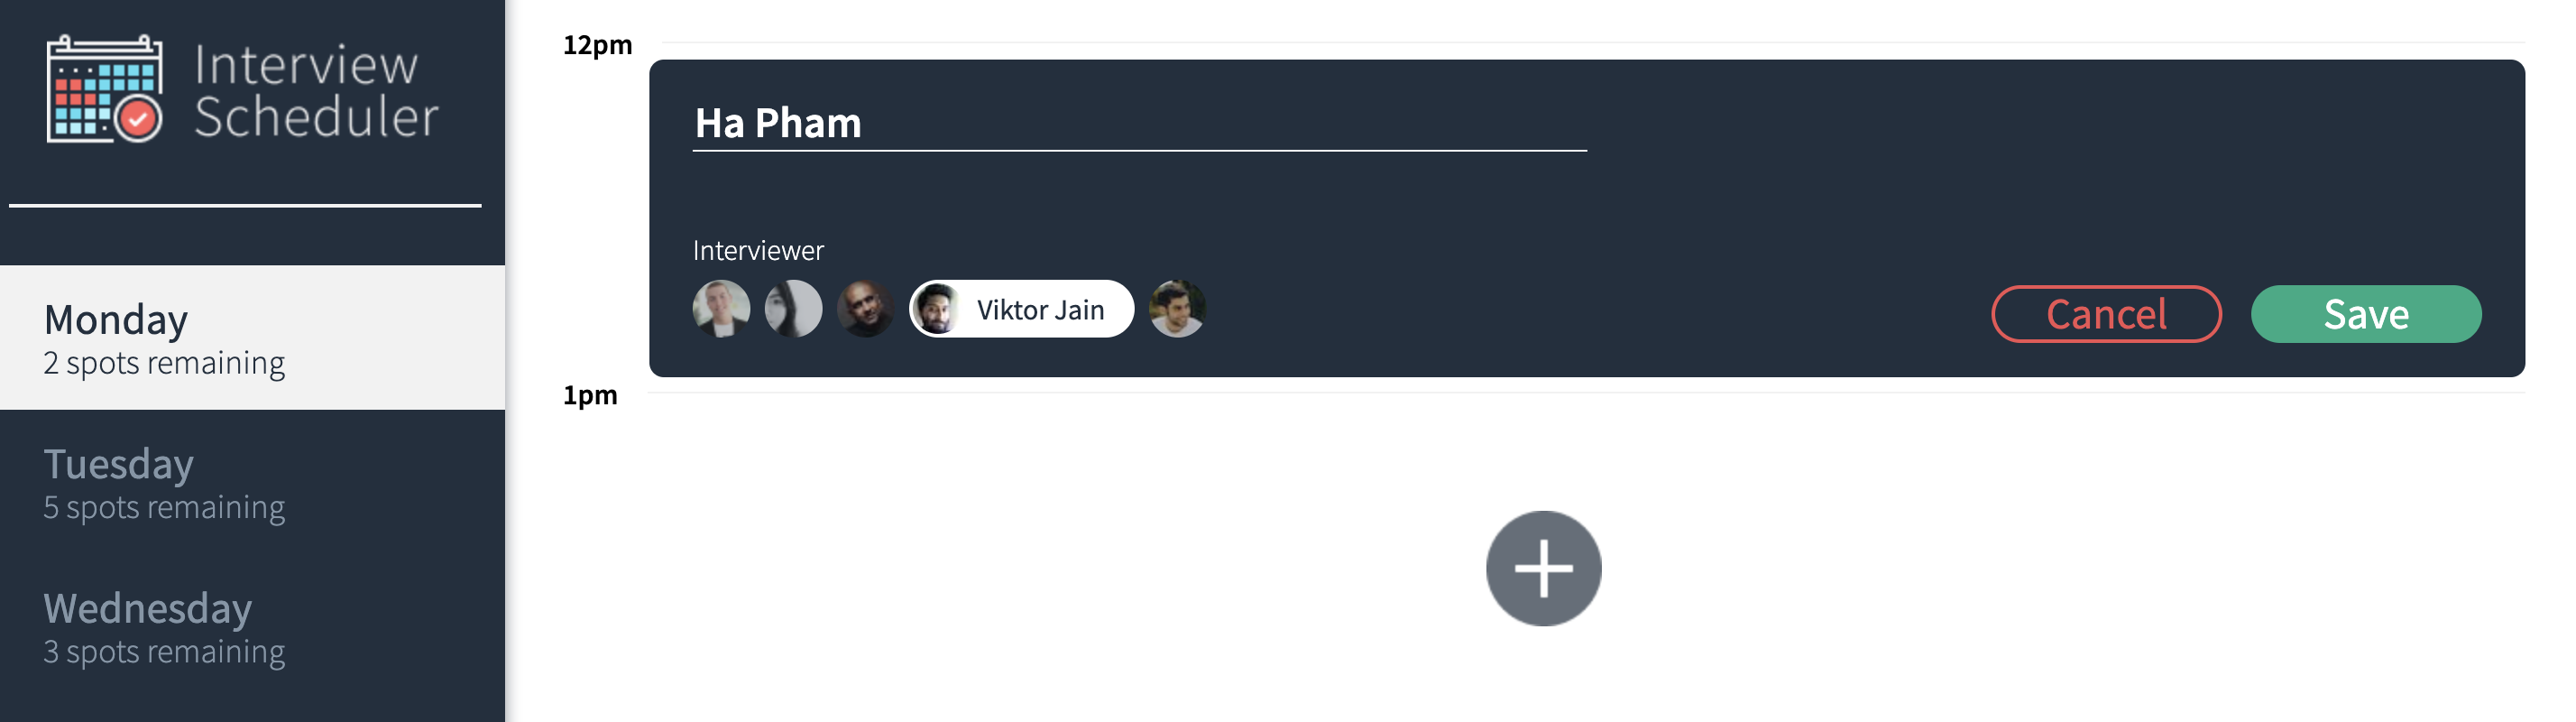 Interview
Scheduler
Monday
2 spots remaining
Tuesday
5 spots remaining
Wednesday
3 spots remaining
12pm
Ha Pham
Interviewer
Viktor Jain
Cancel
Save
1pm